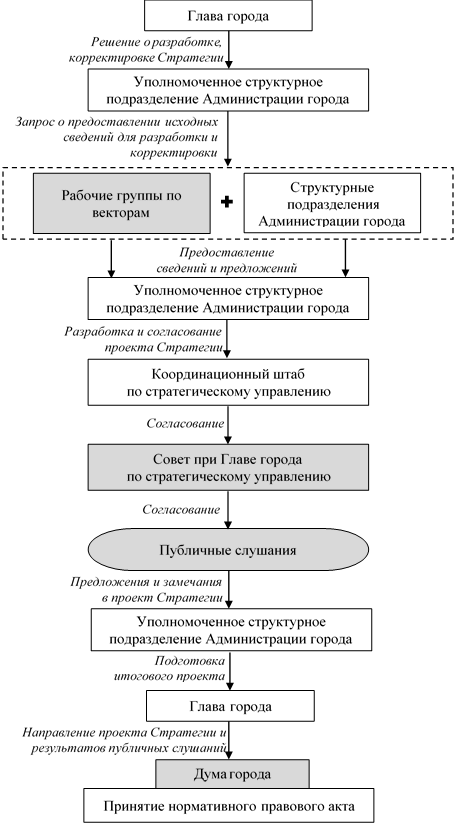 Глава города
Решение о разработке,
корректировке Стратегии
Уполномоченное структурное
подразделение Администрации города
Запрос о предоставлении исходных
сведений для разработки и
корректировки
Рабочие группы по
векторам
+
Структурные
подразделения
Администрации города
Предоставление
сведений и предложений
Уполномоченное структурное
подразделение Администрации города
Разработка и согласование
проекта Стратегии
Координационный штаб
по стратегическому управлению
Согласование
Совет при Главе города
по стратегическому управлению
Согласование
Публичные слушания
Предложения и замечания
в проект Стратегии
Уполномоченное структурное
подразделение Администрации города
Подготовка
итогового проекта
Глава города
Направление проекта Стратегии и
результатов публичных слушаний
Дума города
Принятие нормативного правового акта